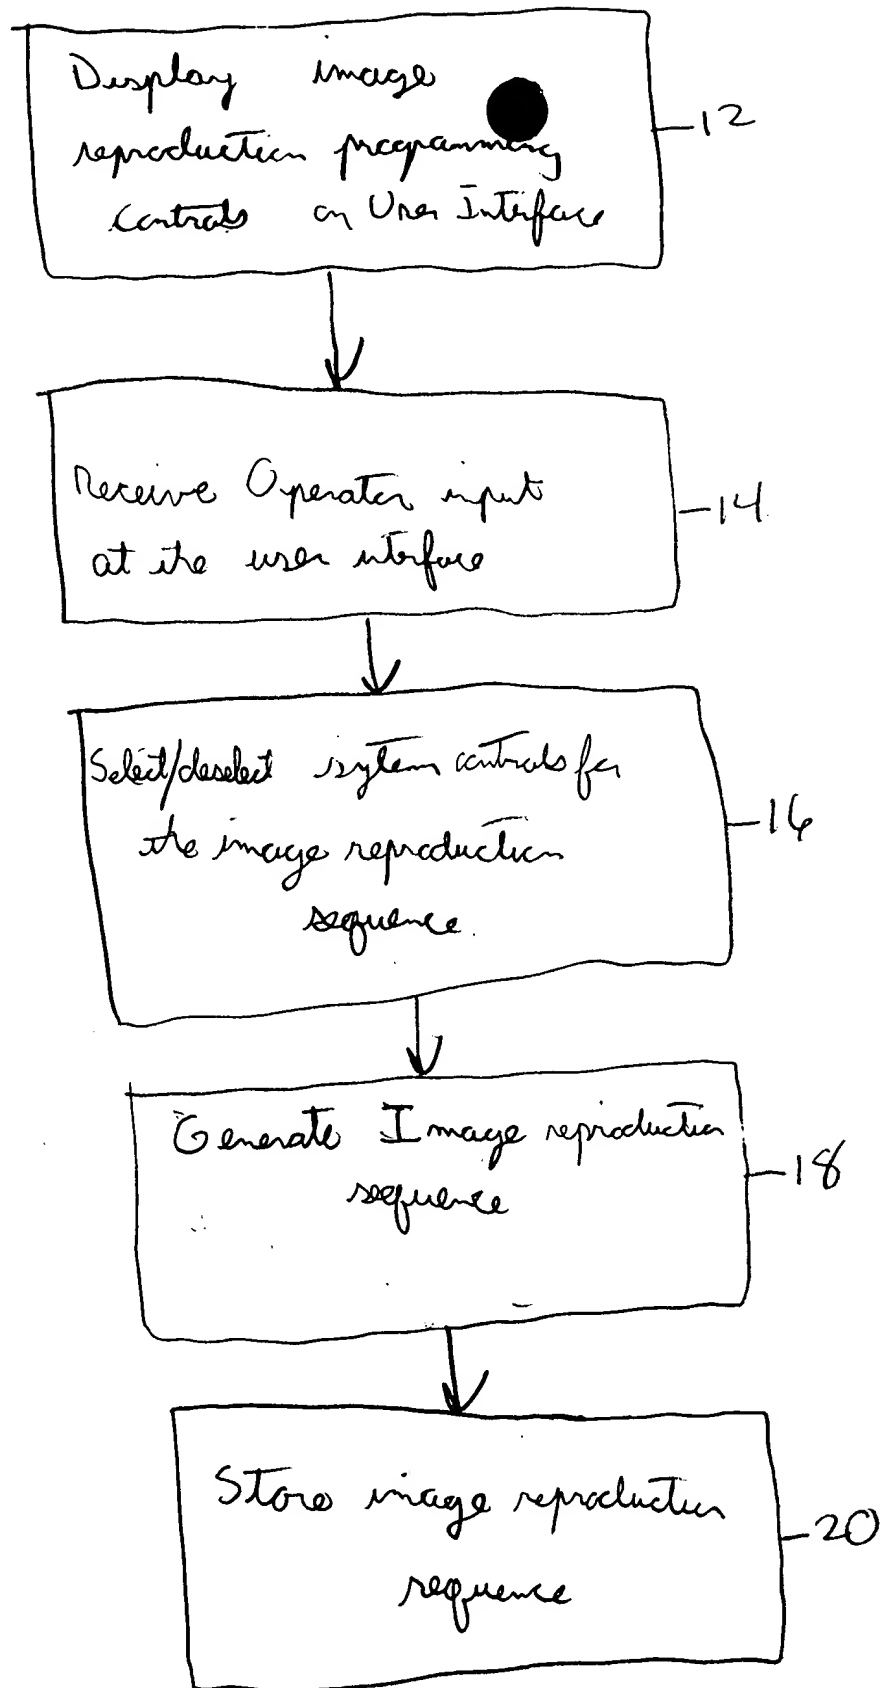 Display image
reproduction programming
controls on User Interface
12
Receive Operator input
at the user interface
14
Select/deselect system controls for
the image reproduction
sequence.
16
Generate Image reproduction
sequence
18
Store image reproduction
sequence
20